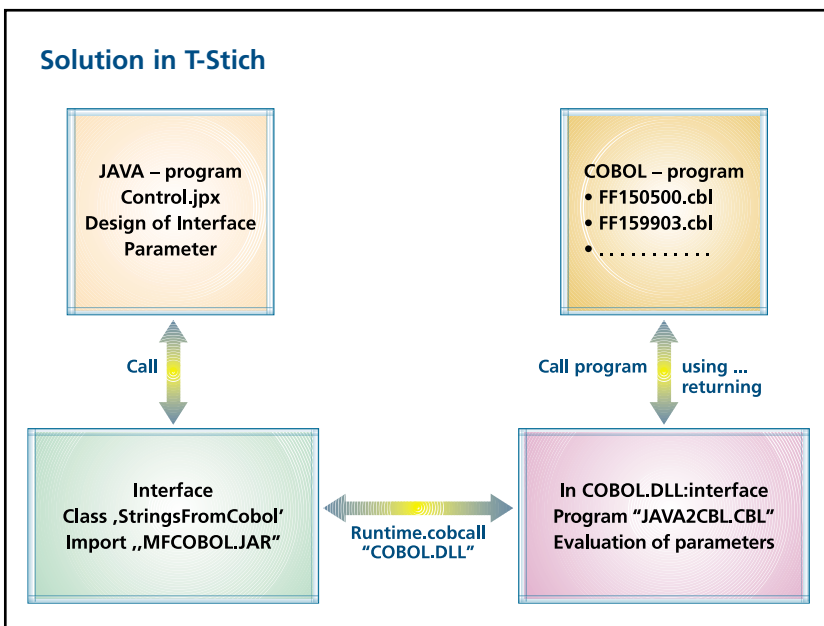 Solution in T-Stich
JAVA – program
Control.jpx
Design of Interface
Parameter
COBOL – program
• FF150500.cbl
• FF159903.cbl
• . . . . . . . . . . .
Call
Call program
using ...
returning
Interface
Class ‚StringsFromCobol’
Import ‚‚MFCOBOL.JAR”
Runtime.cobcall
“COBOL.DLL”
In COBOL.DLL:interface
Program “JAVA2CBL.CBL”
Evaluation of parameters